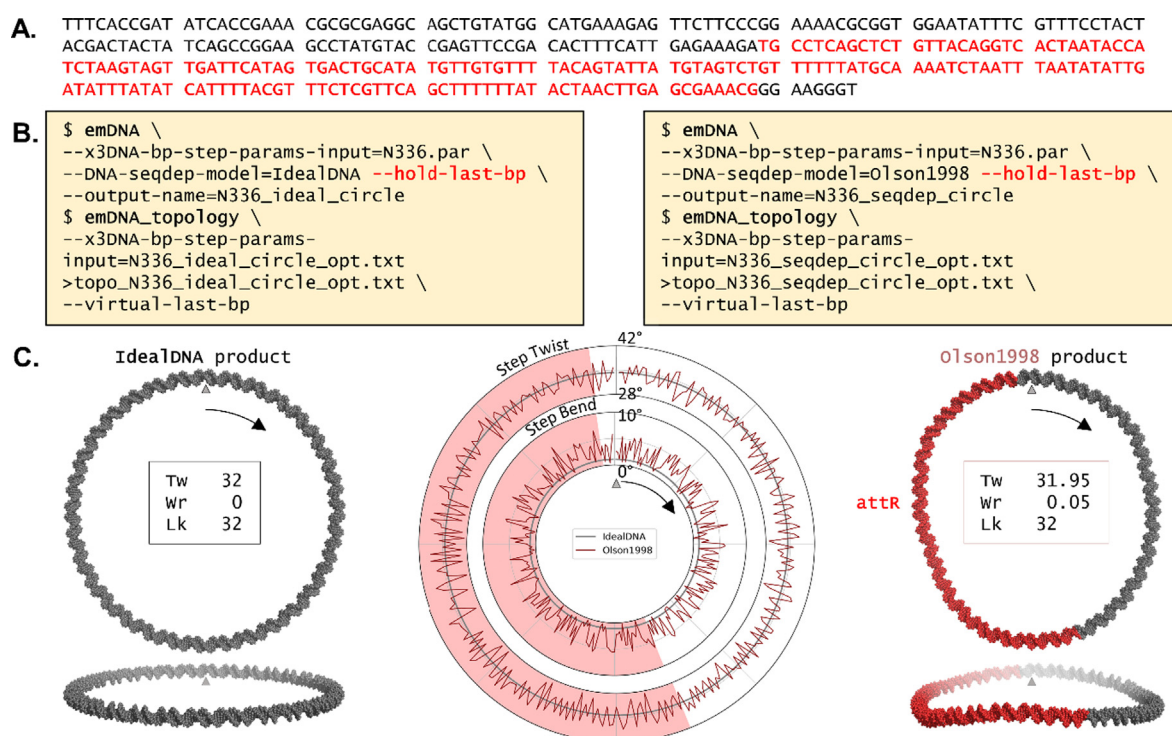 A.
TTTCACCGAT ATCACCGAAA CGCGCGAGGC AGCTGTATGG CATGAAAGAG TTCTTCCCGG AAAACGCGGT GGAATATTTC GTTTCCTACT
ACGACTACTA TCAGCCGGAA GCCTATGTAC CGAGTTCCGA CACTTTCATT GAGAAAGATG CCTCAGCTCT GTTACAGGTC ACTAATACCA
TCTAAGTAGT TGATTCATAG TGACTGCATA TGTTGTGTTT TACAGTATTA TGTAGTCTGT TTTTTATGCA AAATCTAATT TAATATATTG
ATATTTATAT CATTTTACGT TTCTCGTTCA GCTTTTTTAT ACTAACTTGA GCGAAACGGG AAGGGT
B.
$ emDNA \
--x3DNA-bp-step-params-input=N336.par \
--DNA-seqdep-model=IdealDNA --hold-last-bp \
--output-name=N336_ideal_circle
$ emDNA_topology \
--x3DNA-bp-step-params-
input=N336_ideal_circle_opt.txt
>topo_N336_ideal_circle_opt.txt \
--virtual-last-bp
$ emDNA \
--x3DNA-bp-step-params-input=N336.par \
--DNA-seqdep-model=Olson1998 --hold-last-bp \
--output-name=N336_seqdep_circle
$ emDNA_topology \
--x3DNA-bp-step-params-
input=N336_seqdep_circle_opt.txt
>topo_N336_seqdep_circle_opt.txt \
--virtual-last-bp
C.
IdealDNA product
Tw 32
Wr 0
Lk 32
Step Twist
42°
28°
Step Bend
10°
0°
IdealDNA
Olson1998
Olson1998 product
attR
Tw 31.95
Wr 0.05
Lk 32